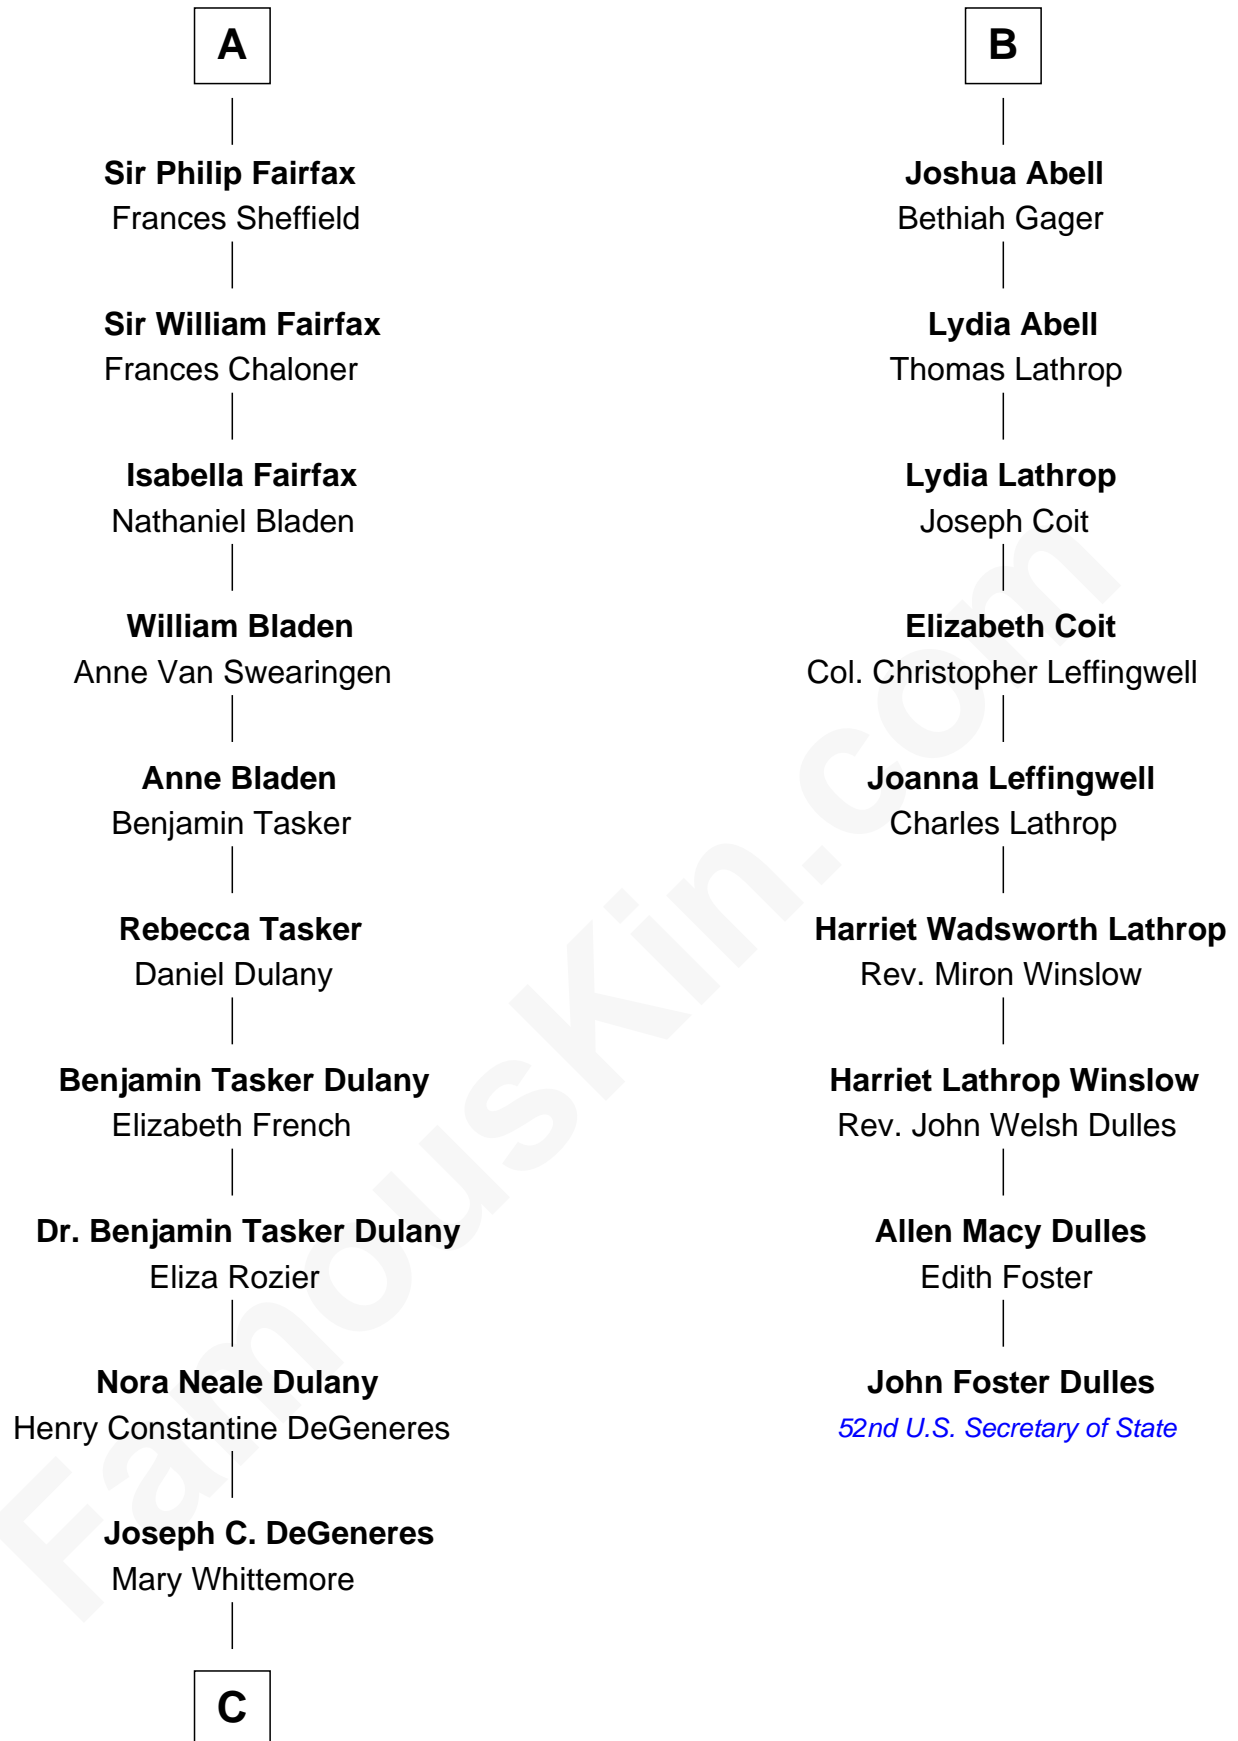 A
Sir Philip Fairfax
Frances Sheffield
Sir William Fairfax
Frances Chaloner
Isabella Fairfax
Nathaniel Bladen
William Bladen
Anne Van Swearingen
Anne Bladen
Benjamin Tasker
Rebecca Tasker
Daniel Dulany
Benjamin Tasker Dulany
Elizabeth French
Dr. Benjamin Tasker Dulany
Eliza Rozier
Nora Neale Dulany
Henry Constantine DeGeneres
Joseph C. DeGeneres
Mary Whittemore
C
B
Joshua Abell
Bethiah Gager
Lydia Abell
Thomas Lathrop
Lydia Lathrop
Joseph Coit
Elizabeth Coit
Col. Christopher Leffingwell
Joanna Leffingwell
Charles Lathrop
Harriet Wadsworth Lathrop
Rev. Miron Winslow
Harriet Lathrop Winslow
Rev. John Welsh Dulles
Allen Macy Dulles
Edith Foster
John Foster Dulles
52nd U.S. Secretary of State
FamousKin.com